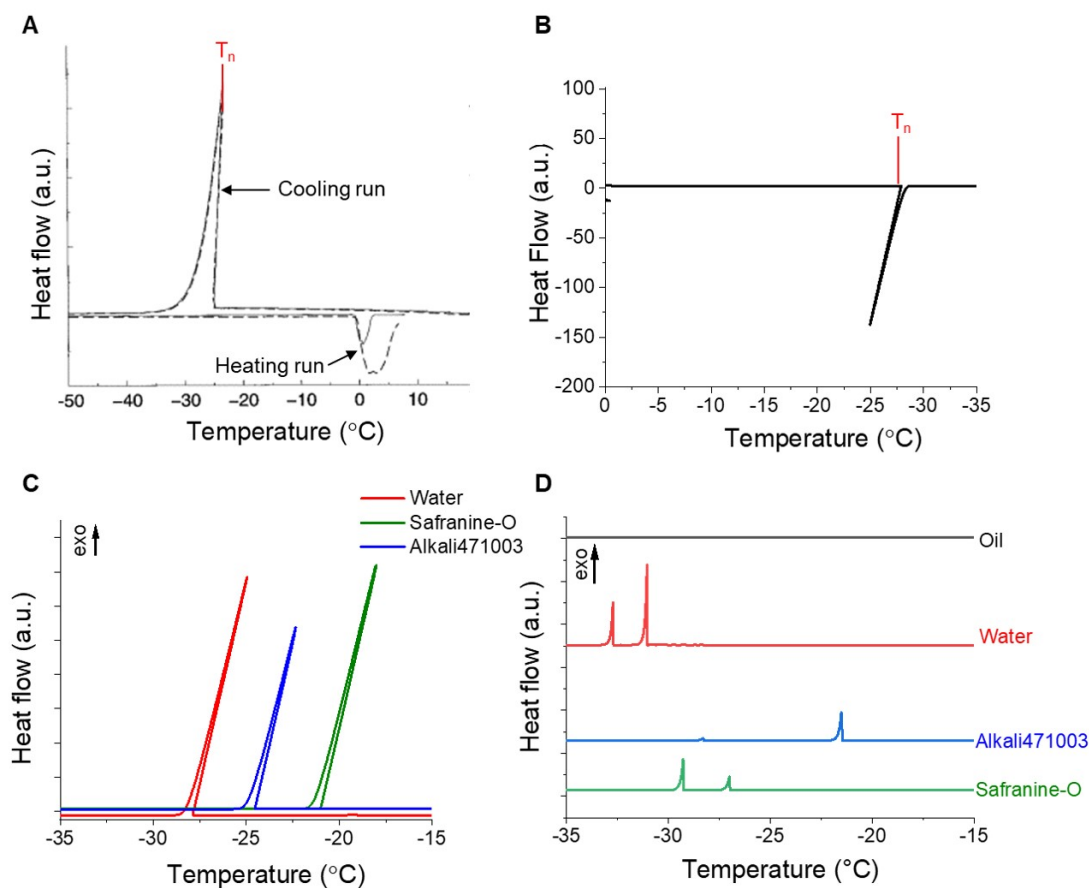 A
Tn
Heat flow (a.u.)
Cooling run
Heating run
-50 -40 -30 -20 -10 0 10
Temperature (°C)
B
100
50
0
-50
-100
-150
-200
Tn
Heat Flow (a.u.)
0 -5 -10 -15 -20 -25 -30 -35
Temperature (°C)
C
exo
Water
Safranine-O
Alkali471003
Heat flow (a.u.)
-35 -30 -25 -20 -15
Temperature (°C)
D
exo
Oil
Water
Alkali471003
Safranine-O
Heat flow (a.u.)
-35 -30 -25 -20 -15
Temperature (°C)